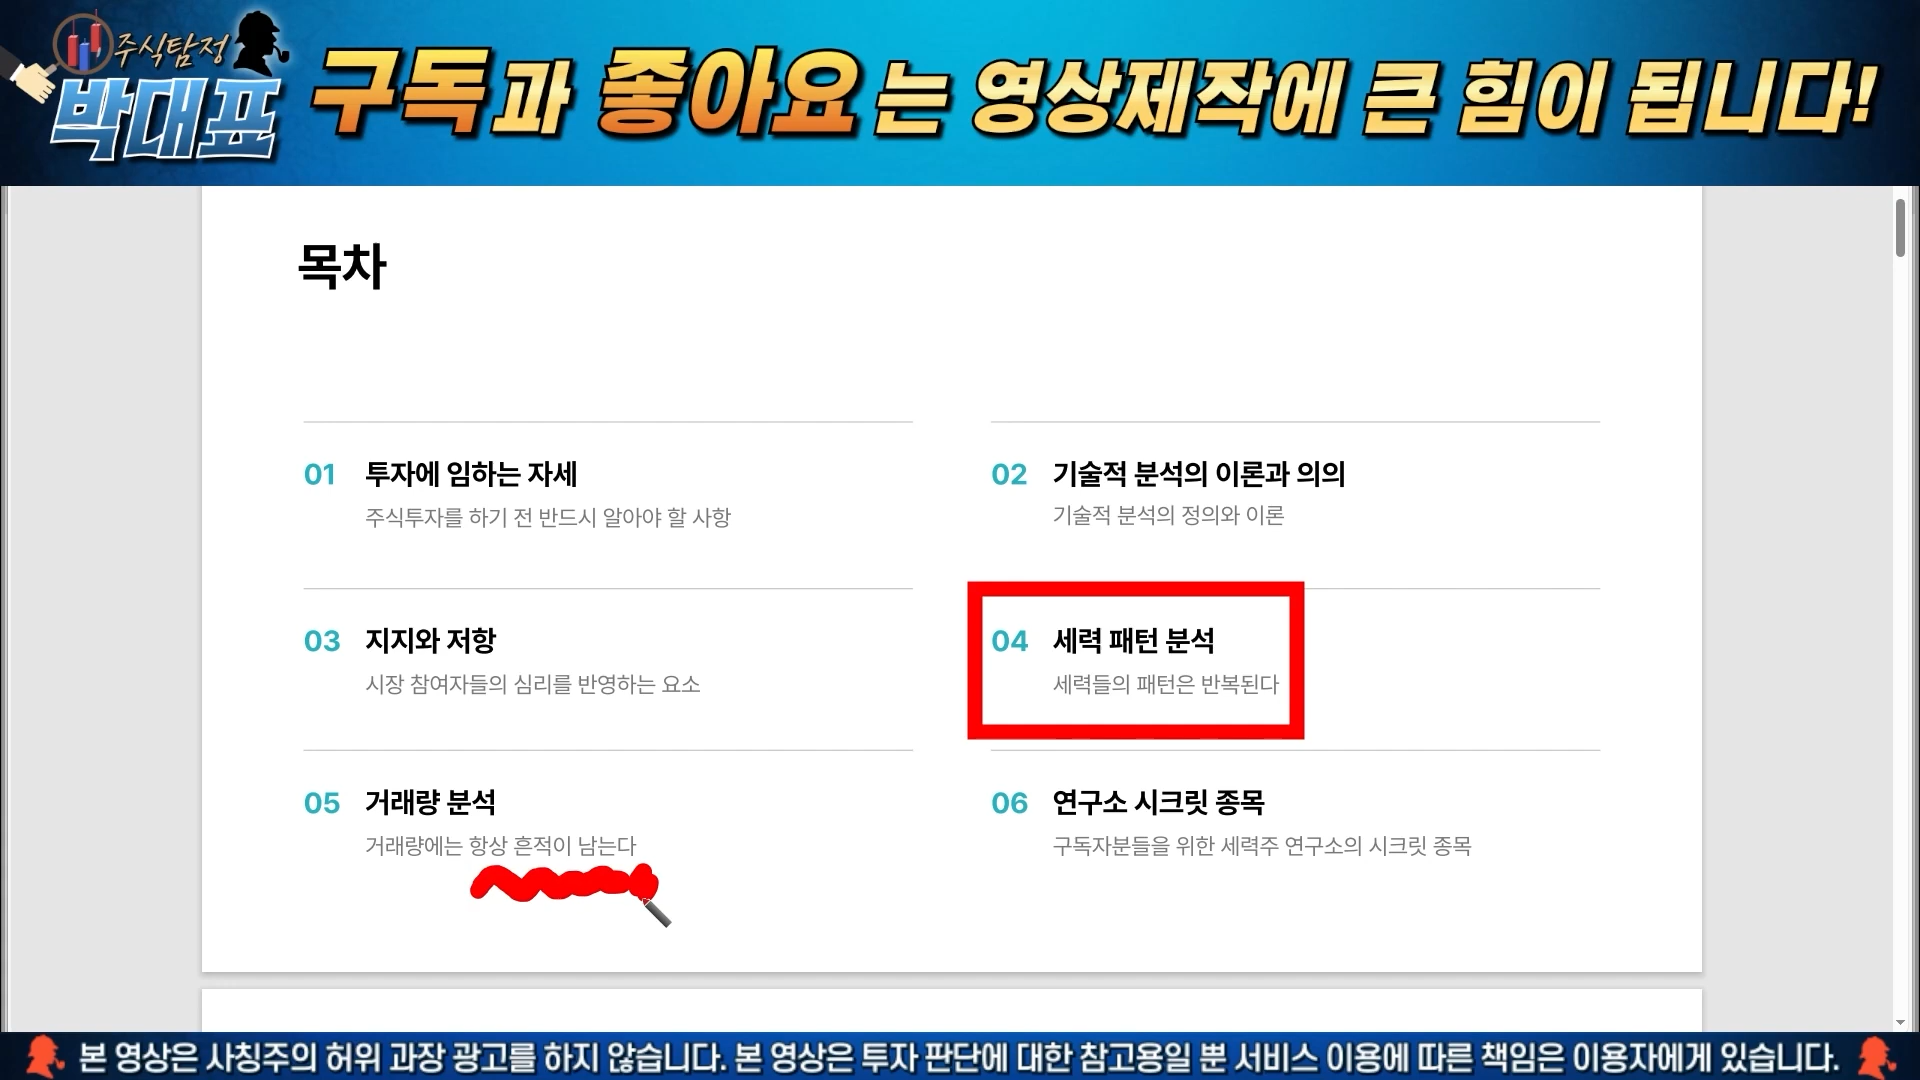 주식탐정
박대표
구독과 좋아요는 영상제작에 큰 힘이 됩니다!
목차
01 투자에 임하는 자세
주식투자를 하기 전 반드시 알아야 할 사항
02 기술적 분석의 이론과 의의
기술적 분석의 정의와 이론
03 지지와 저항
시장 참여자들의 심리를 반영하는 요소
04 세력 패턴 분석
세력들의 패턴은 반복된다
05 거래량 분석
거래량에는 항상 흔적이 남는다
06 연구소 시크릿 종목
구독자분들을 위한 세력주 연구소의 시크릿 종목
본 영상은 사칭주의 허위 과장 광고를 하지 않습니다. 본 영상은 투자 판단에 대한 참고용일 뿐 서비스 이용에 따른 책임은 이용자에게 있습니다.